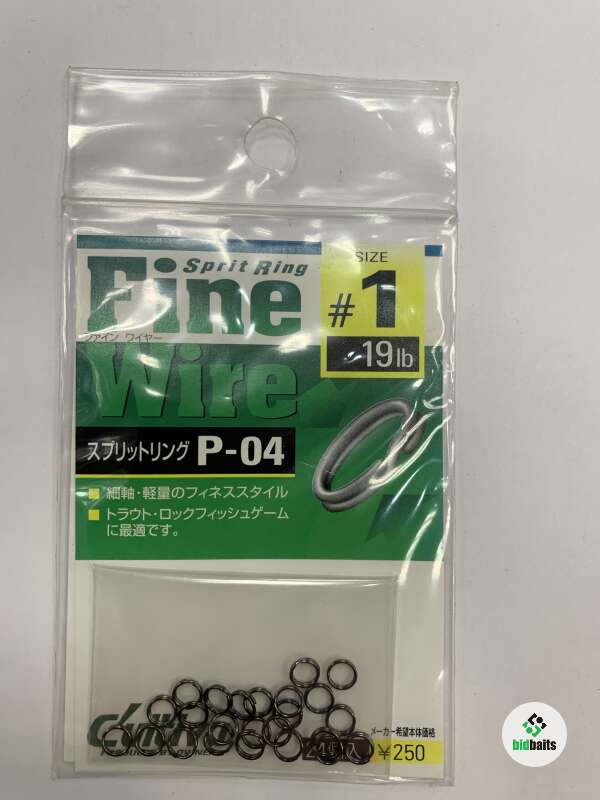 Sprit Ring
Fine
ファイン ワイヤー
Wire
SIZE
#1
19lb
スプリットリング P-04
細軸・軽量のフィネススタイル
トラウト・ロックフィッシュゲーム
に最適です。
メーカー希望本体価格
¥250
bidbaits